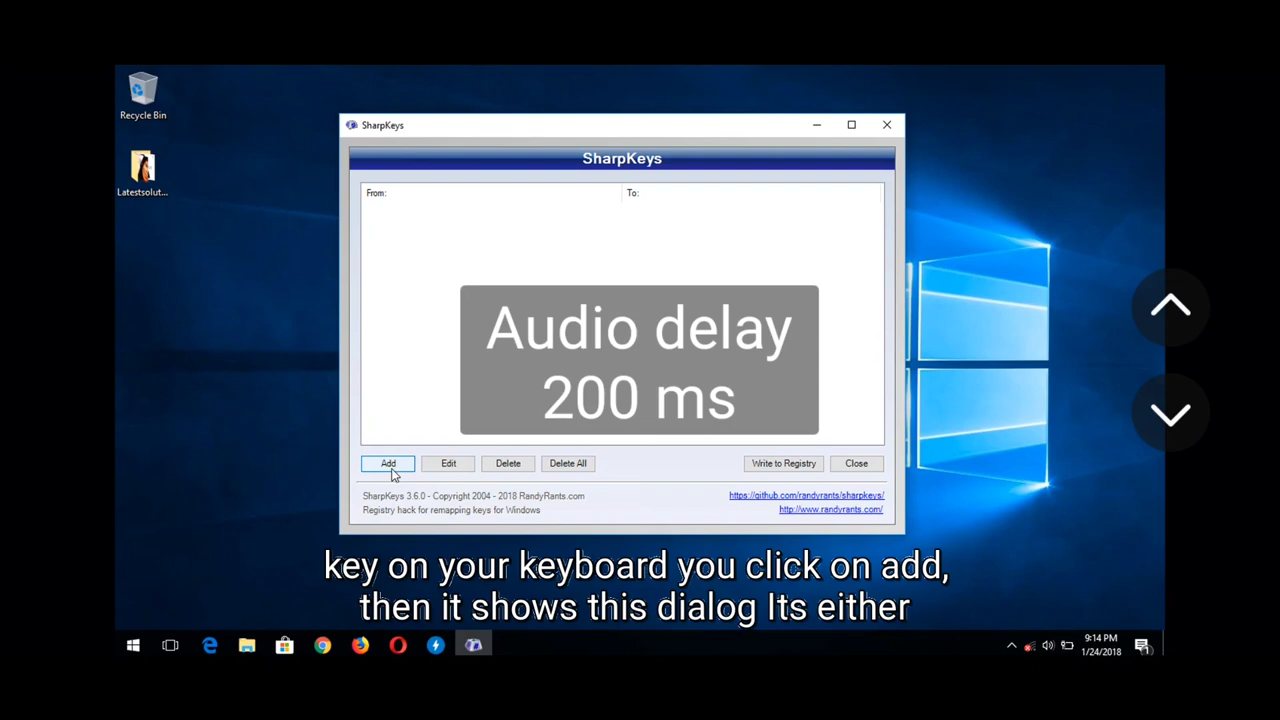 Recycle Bin
Latestsolut...
SharpKeys
SharpKeys
From: To:
Audio delay
200 ms
Add Edit Delete Delete All Write to Registry Close
SharpKeys 3.6.0 - Copyright 2004 - 2018 RandyRants.com https://github.com/randyrants/sharpkeys/
Registry hack for remapping keys for Windows http://www.randyrants.com/
key on your keyboard you click on add,
then it shows this dialog Its either
9:14 PM
1/24/2018
1